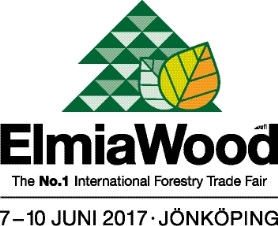 ElmiaWood
The No.1 International Forestry Trade Fair
7–10 JUNI 2017 · JÖNKÖPING